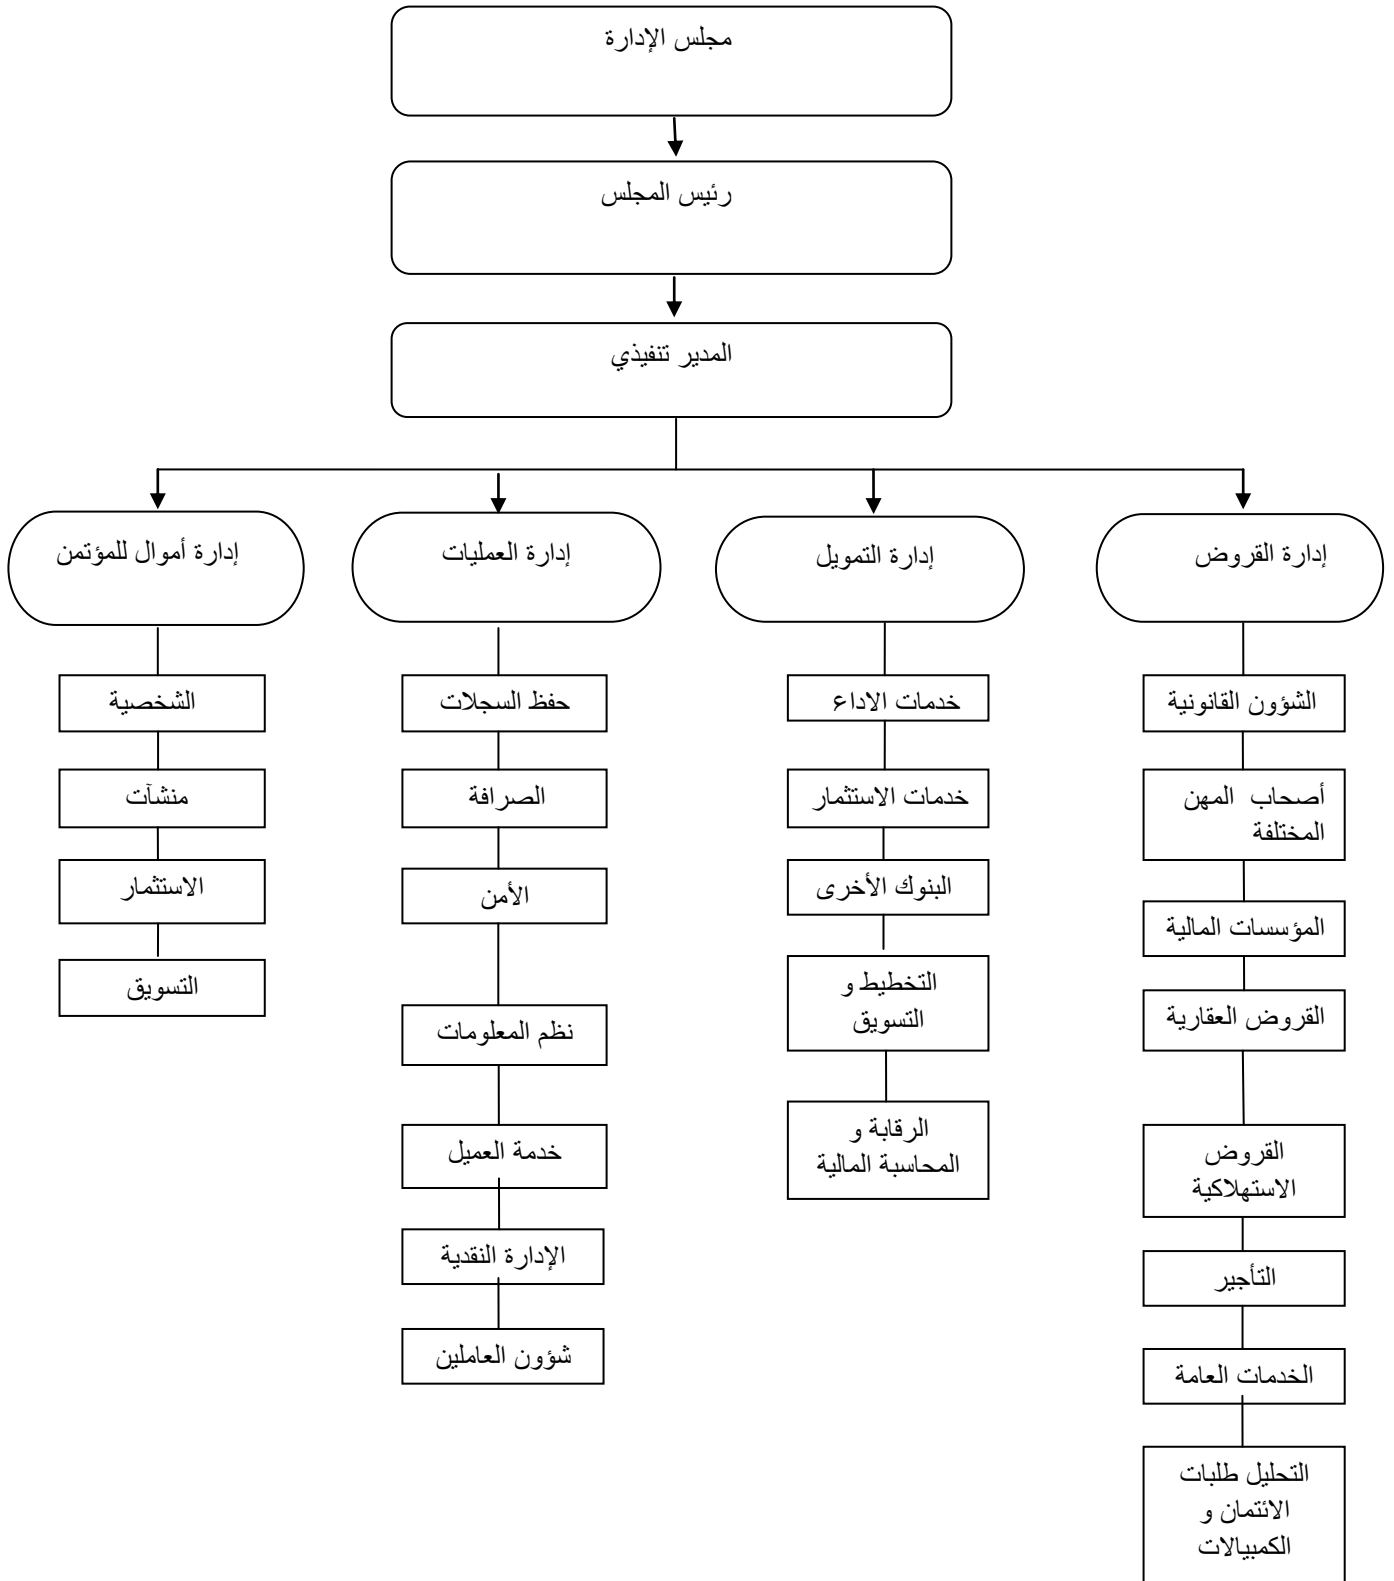 مجلس الإدارة
رئيس المجلس
المدير تنفيذي
إدارة القروض
إدارة التمويل
إدارة العمليات
إدارة أموال للمؤتمن
الشؤون القانونية
أصحاب المهن
المختلفة
المؤسسات المالية
القروض العقارية
القروض
الاستهلاكية
التأجير
الخدمات العامة
التحليل طلبات
الائتمان و
الكمبيالات
خدمات الاداع
خدمات الاستثمار
البنوك الأخرى
التخطيط و
التسويق
الرقابة و
المحاسبة المالية
حفظ السجلات
الصرافة
الأمن
نظم المعلومات
خدمة العميل
الإدارة النقدية
شؤون العاملين
الشخصية
منشآت
الاستثمار
التسويق